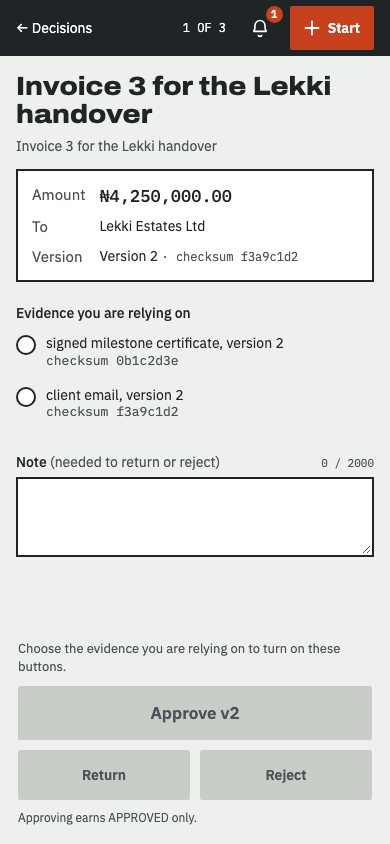 ← Decisions
1 OF 3
1
Start
Invoice 3 for the Lekki
handover
Invoice 3 for the Lekki handover
Amount ₦4,250,000.00
To Lekki Estates Ltd
Version Version 2 · checksum f3a9c1d2
Evidence you are relying on
signed milestone certificate, version 2
checksum 0b1c2d3e
client email, version 2
checksum f3a9c1d2
Note (needed to return or reject) 0 / 2000
Choose the evidence you are relying on to turn on these
buttons.
Approve v2
Return
Reject
Approving earns APPROVED only.